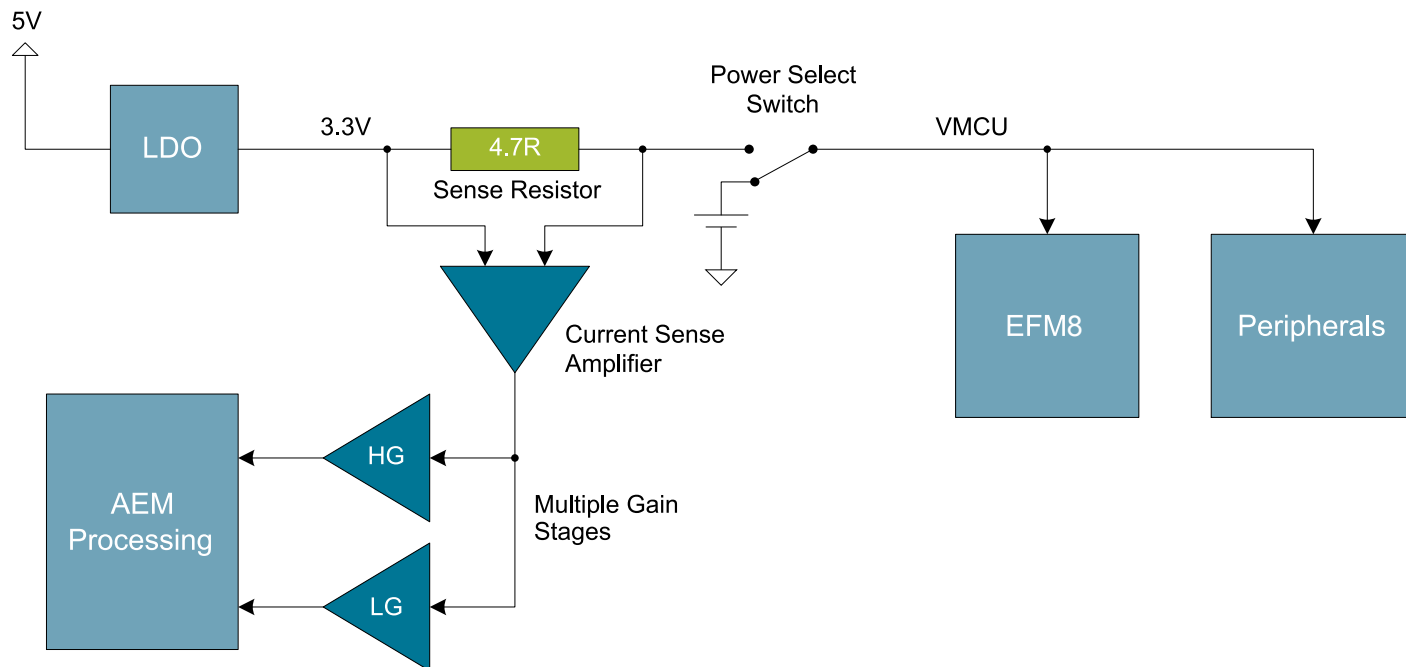 5V
LDO
3.3V
4.7R
Sense Resistor
Power Select
Switch
VMCU
EFM8
Peripherals
Current Sense
Amplifier
HG
Multiple Gain
Stages
AEM
Processing
LG